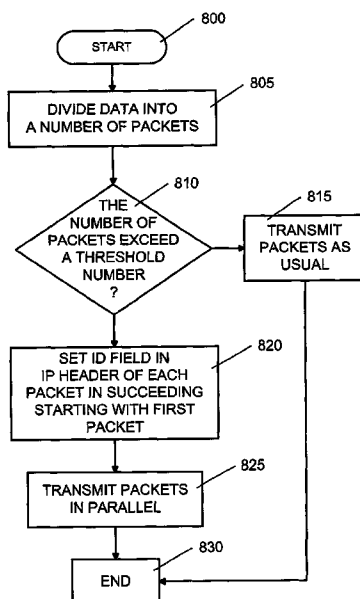 800
START
805
DIVIDE DATA INTO
A NUMBER OF PACKETS
810
THE
NUMBER OF
PACKETS EXCEED
A THRESHOLD
NUMBER
?
815
TRANSMIT
PACKETS AS
USUAL
820
SET ID FIELD IN
IP HEADER OF EACH
PACKET IN SUCCEEDING
STARTING WITH FIRST
PACKET
825
TRANSMIT PACKETS
IN PARALLEL
830
END